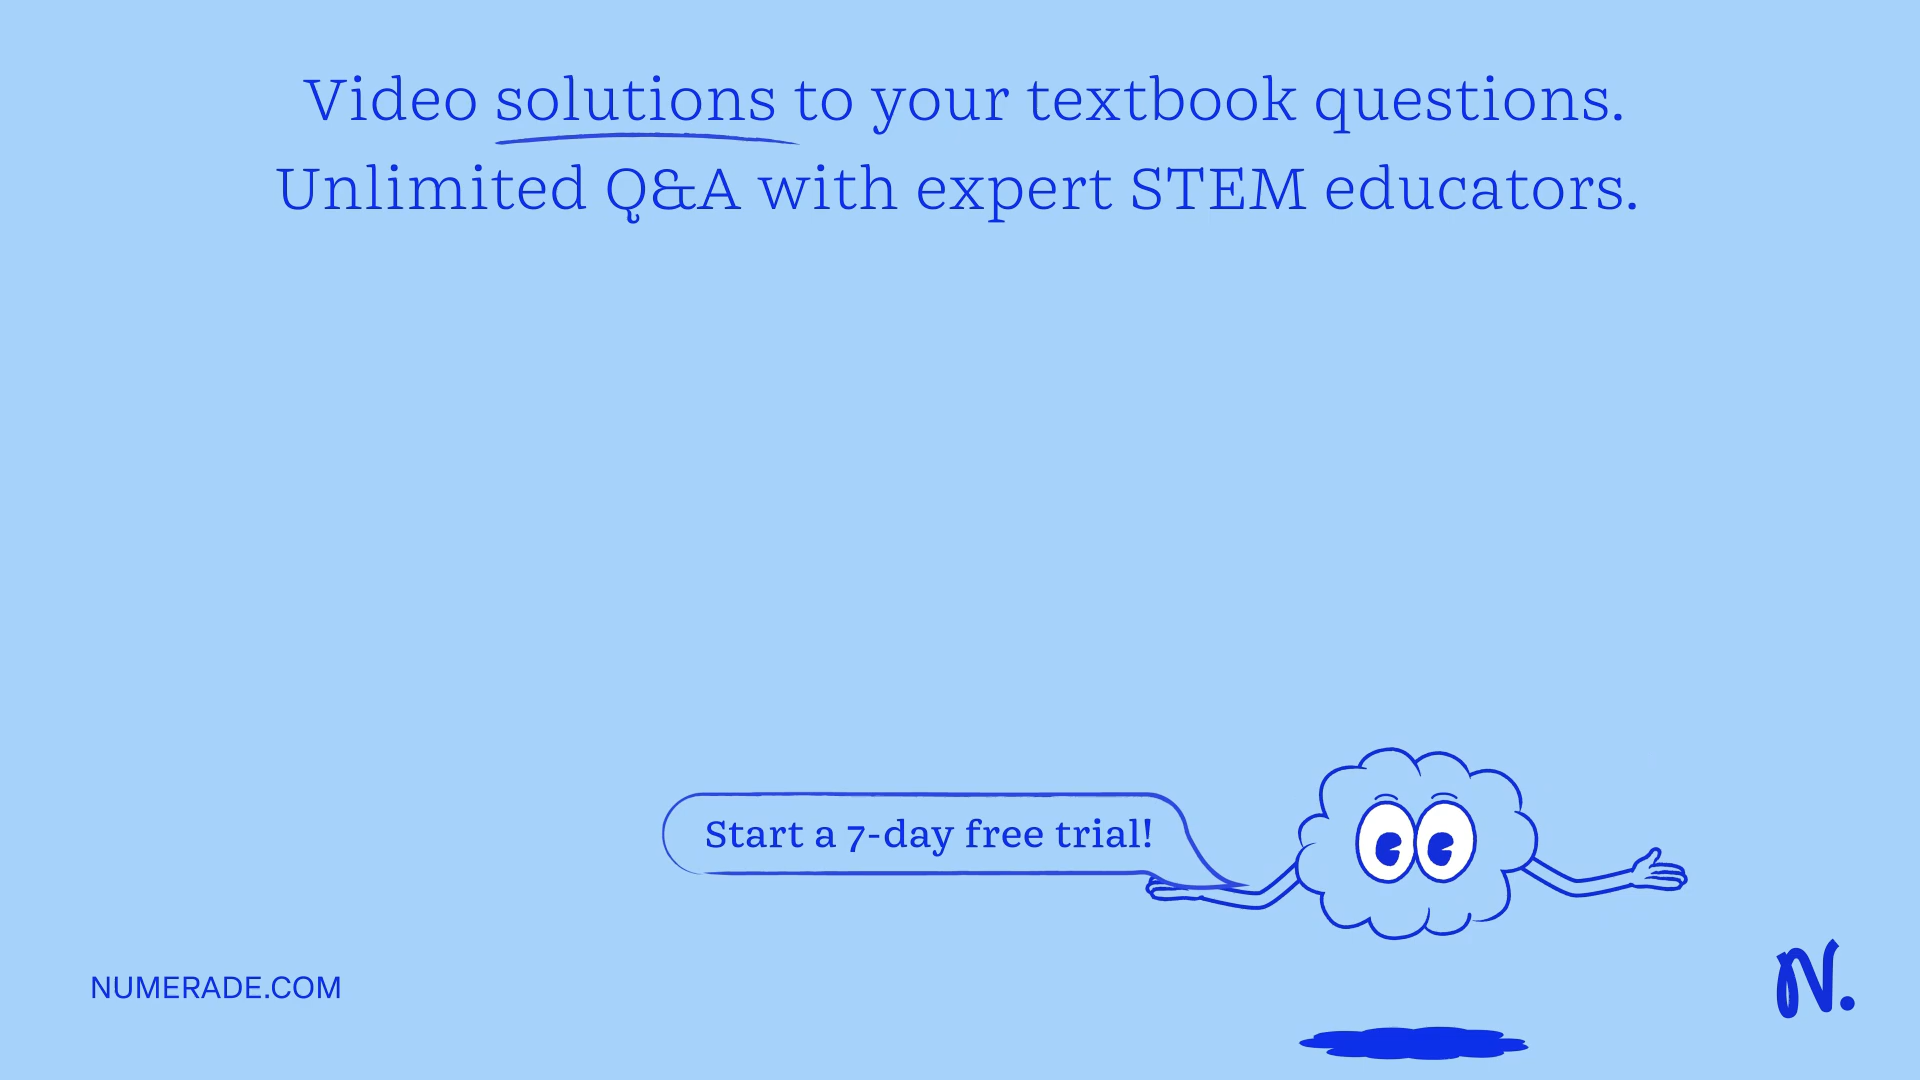 Video solutions to your textbook questions.
Unlimited Q&A with expert STEM educators.
Start a 7-day free trial!
NUMERADE.COM
N.